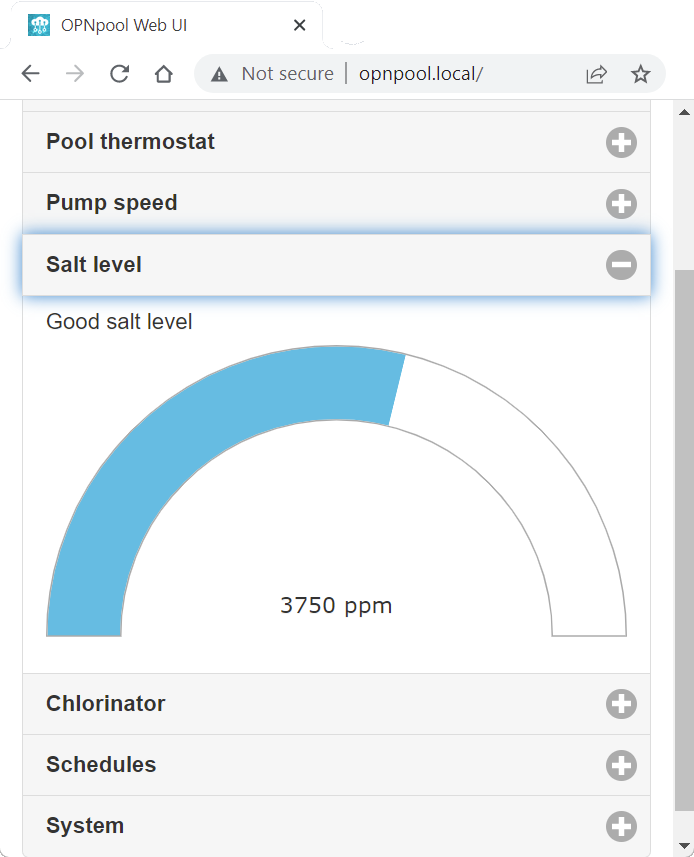 OPNpool Web UI
Not secure | opnpool.local/
Pool thermostat
Pump speed
Salt level
Good salt level
3750 ppm
Chlorinator
Schedules
System